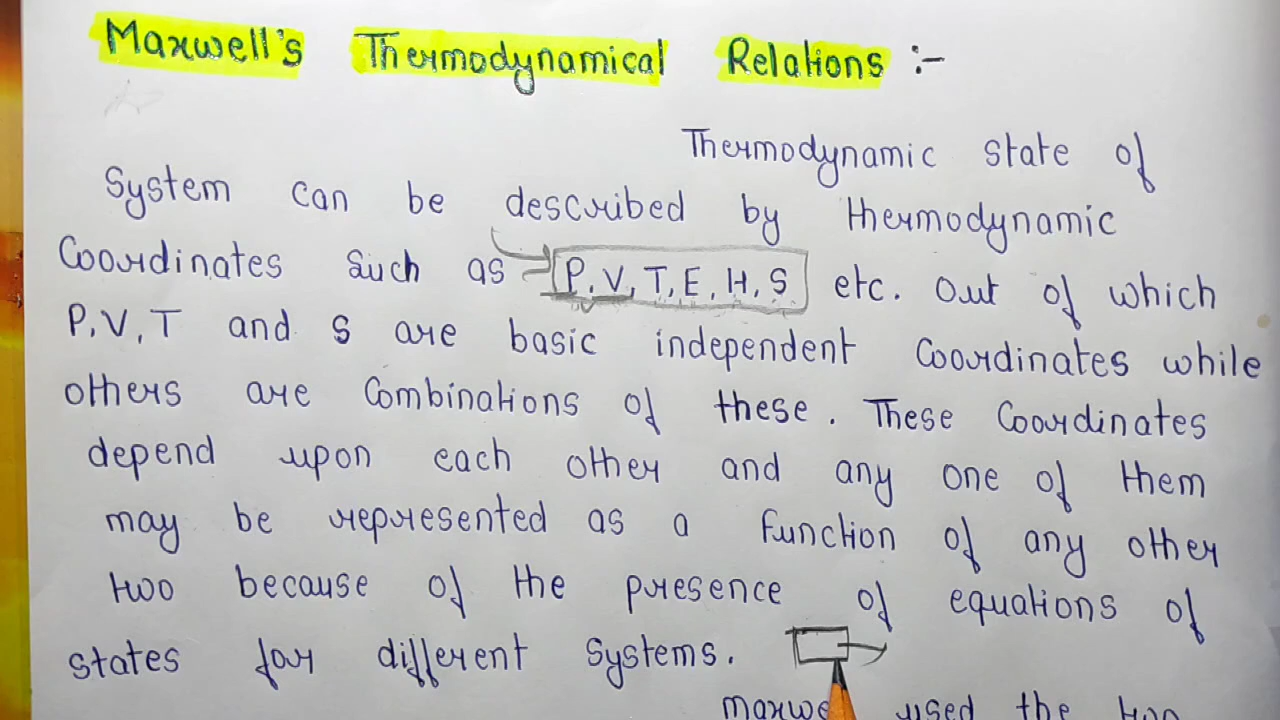 Maxwell's Thermodynamical Relations :-
Thermodynamic state of
System can be described by thermodynamic
Coordinates such as P, V, T, E, H, S etc. Out of which
P, V, T and S are basic independent Coordinates while
others are Combinations of these. These Coordinates
depend upon each other and any one of them
may be represented as a function of any other
two because of the presence of equations of
states for different Systems.
used the two